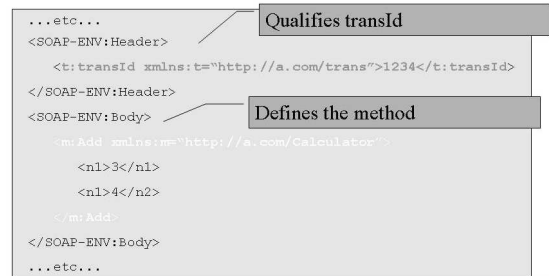 ...etc...
Qualifies transId
<SOAP-ENV:Header>
<t:transId xmlns:t="http://a.com/trans">1234</t:transId>
</SOAP-ENV:Header>
<SOAP-ENV:Body>
Defines the method
<m:Add xmlns:m="http://a.com/Calculator">
<n1>3</n1>
<n1>4</n2>
</m:Add>
</SOAP-ENV:Body>
...etc...